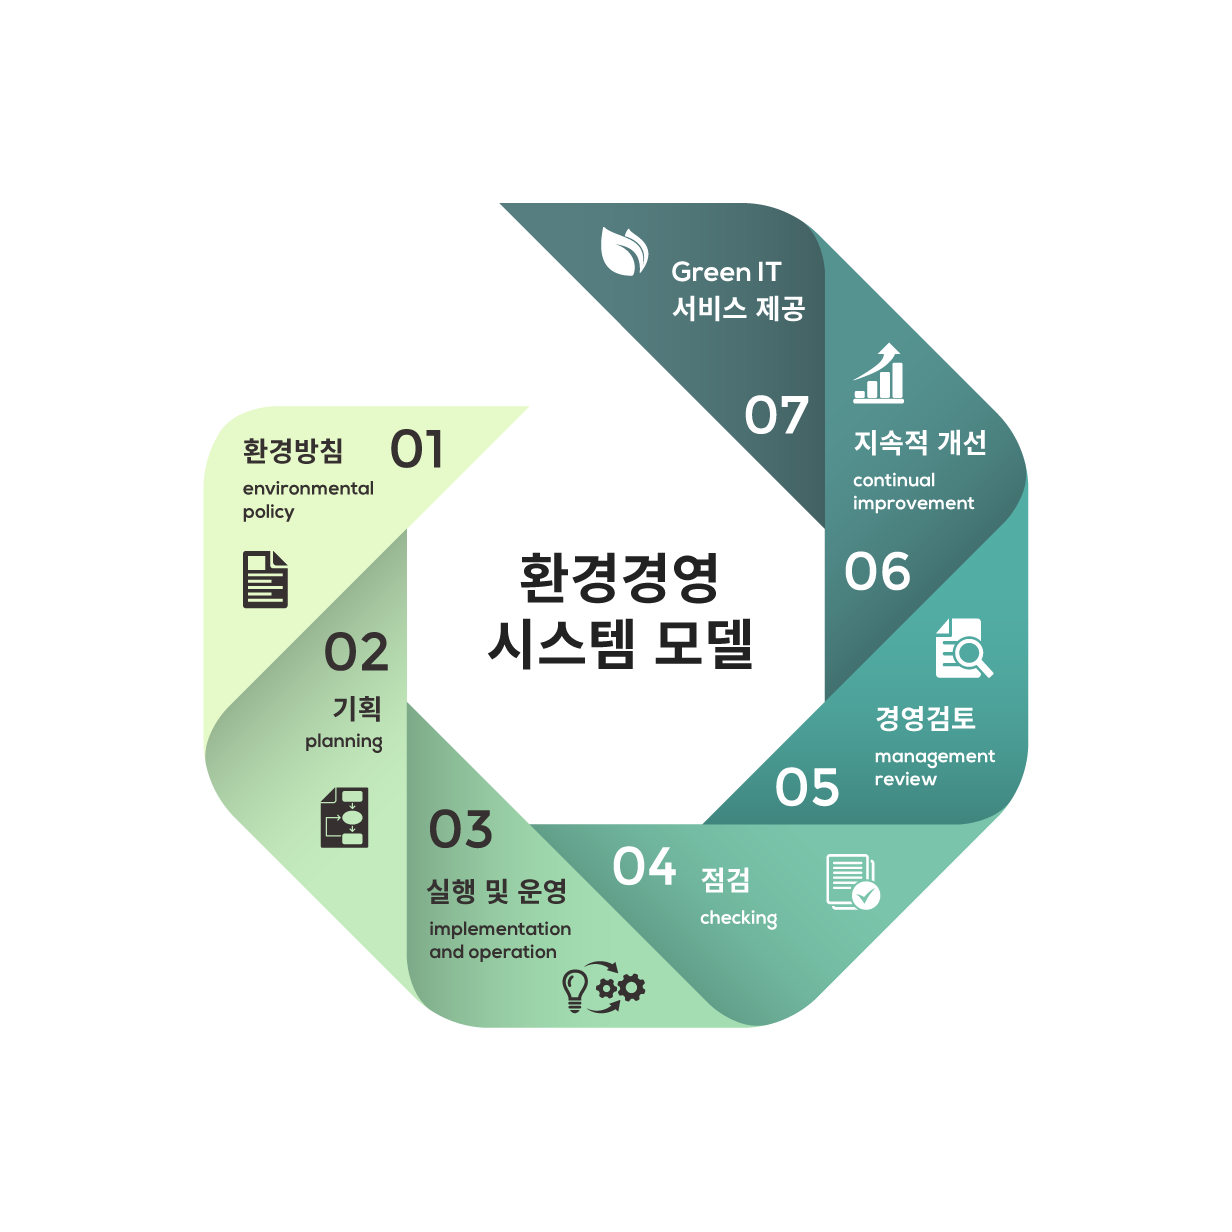 환경경영
시스템 모델
01
환경방침
environmental
policy
02
기획
planning
03
실행 및 운영
implementation
and operation
04
점검
checking
05
경영검토
management
review
06
지속적 개선
continual
improvement
07
Green IT
서비스 제공